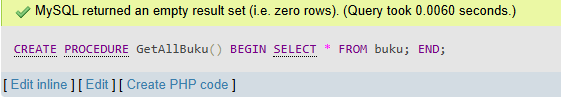 MySQL returned an empty result set (i.e. zero rows). (Query took 0.0060 seconds.)
CREATE PROCEDURE GetAllBuku() BEGIN SELECT * FROM buku; END;
[ Edit inline ] [ Edit ] [ Create PHP code ]